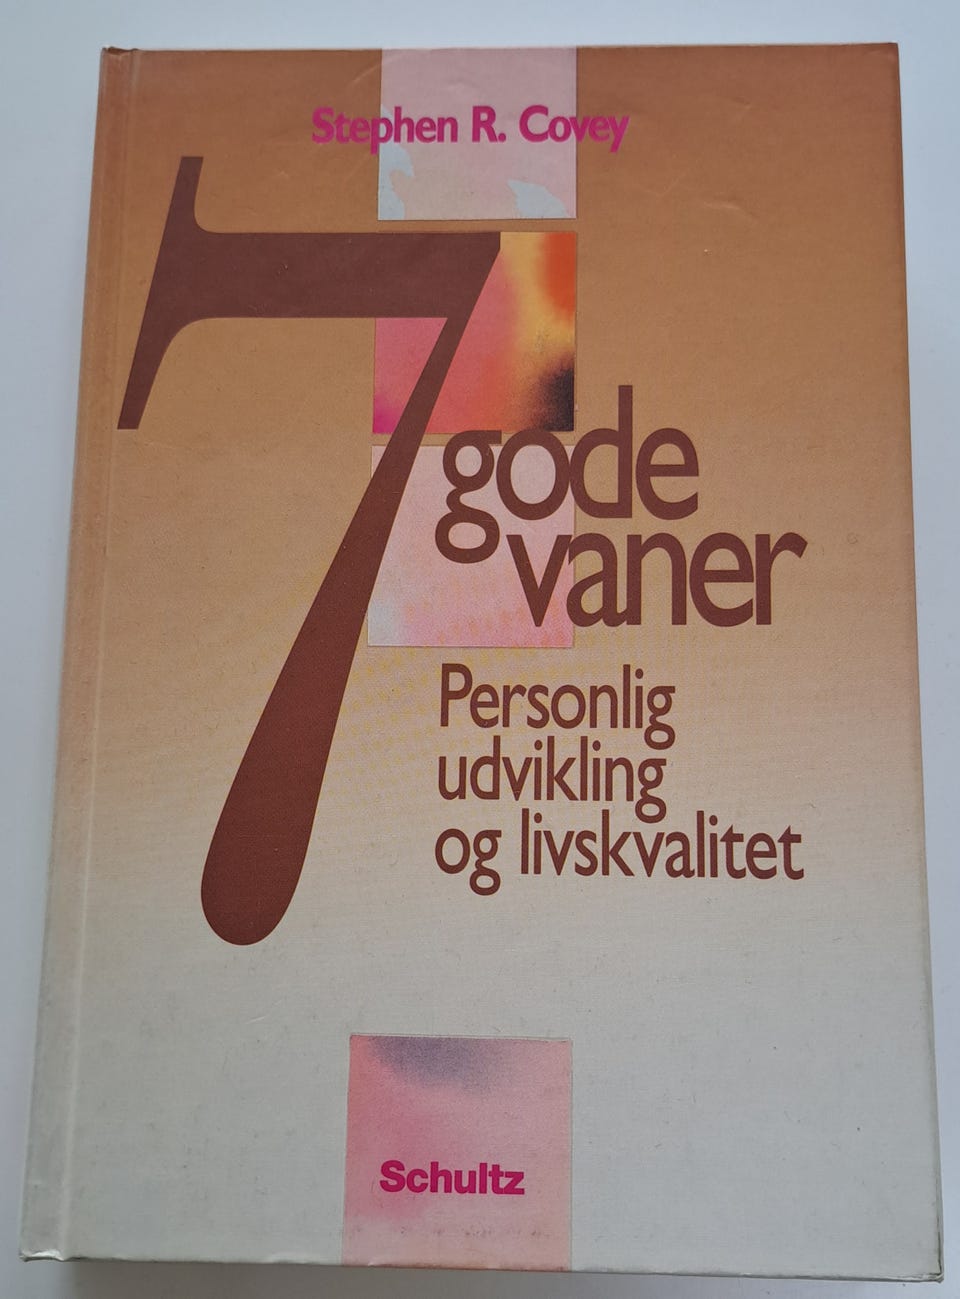 Stephen R. Covey
7 gode
vaner
Personlig
udvikling
og livskvalitet
Schultz